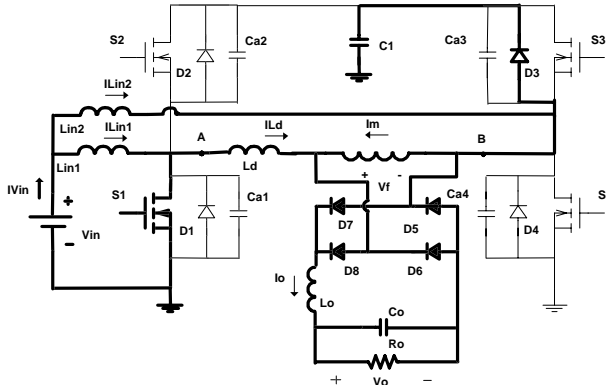 S2
D2
Ca2
C1
Ca3
D3
S3
ILin2
Lin2
ILin1
Lin1
A
ILd
Ld
Im
B
IVin
+
Vin
-
S1
D1
Ca1
+
Vf
-
Ca4
D4
S
D7
D5
D8
D6
Io
Lo
Co
Ro
+
Vo
-